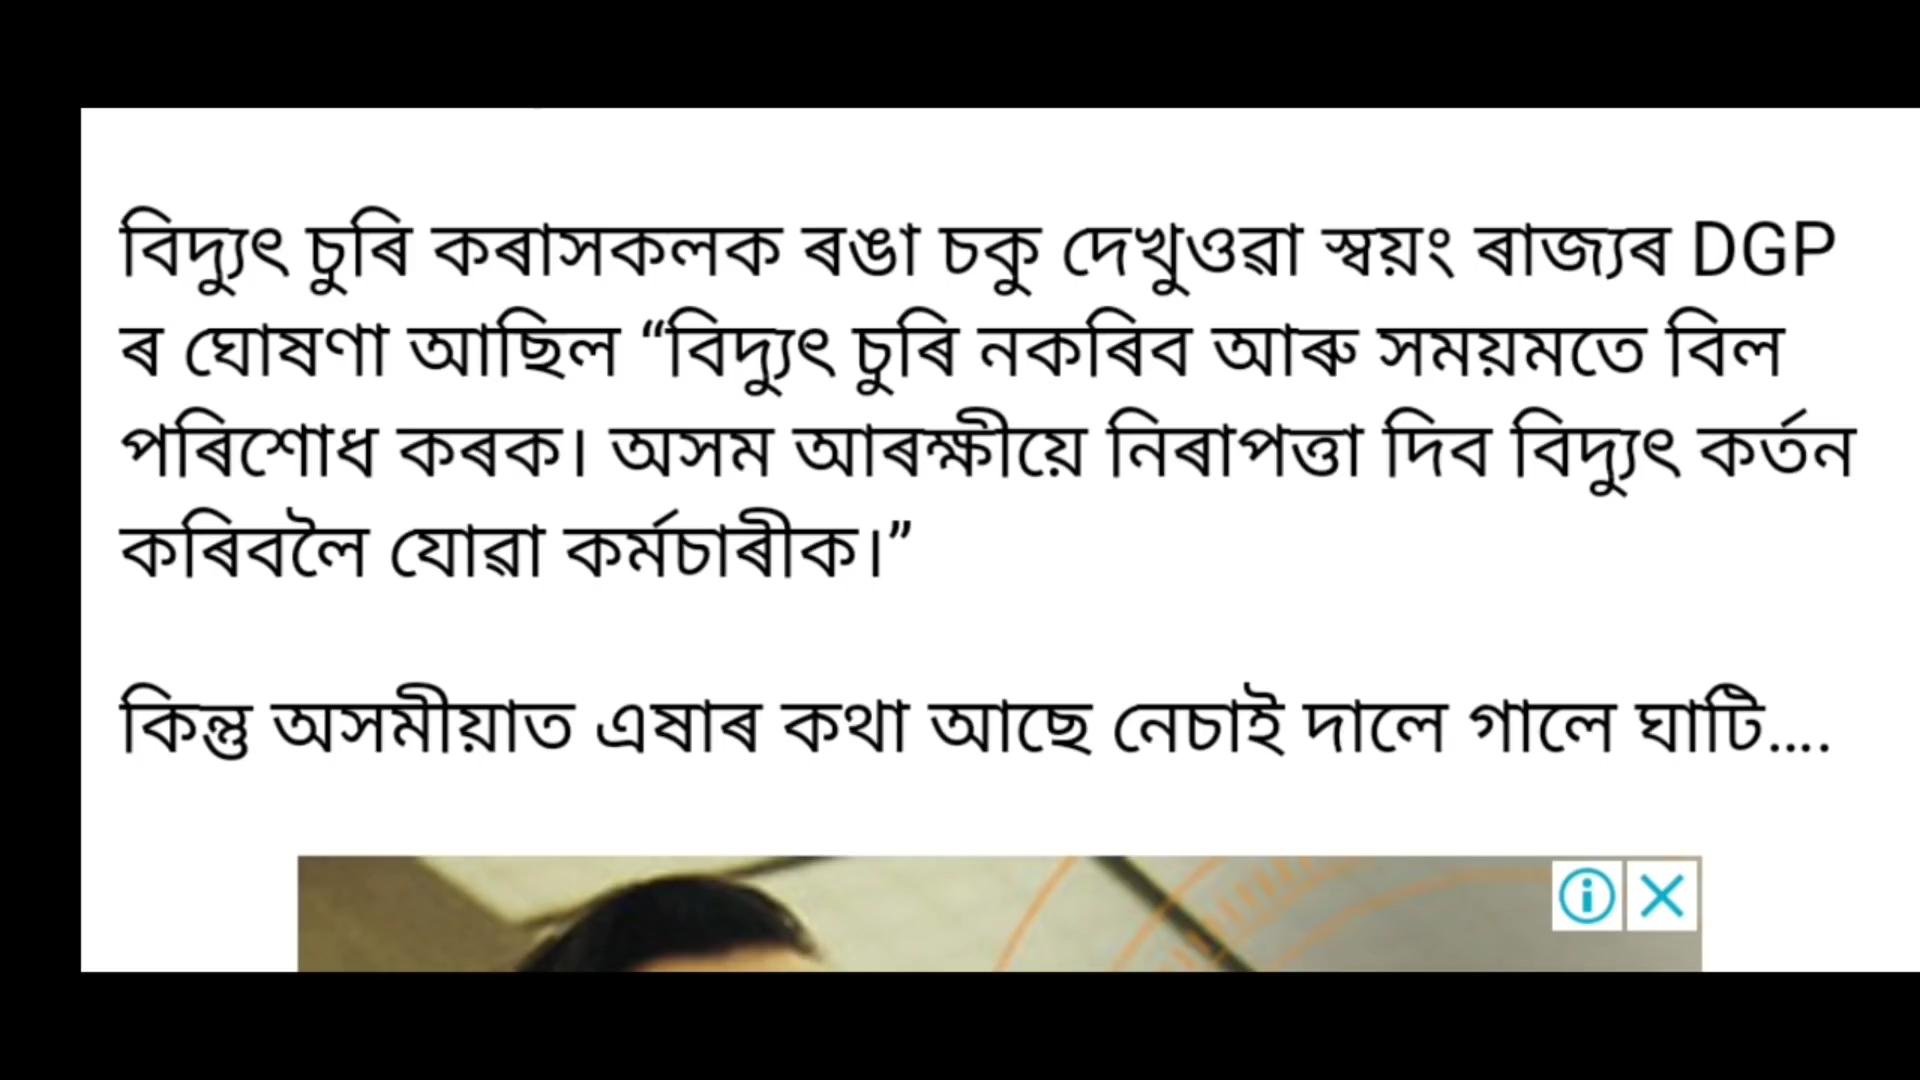 বিদ্যুৎ চুৰি কৰাসকলক ৰঙা চকু দেখুওৱা স্বয়ং ৰাজ্যৰ DGP
ৰ ঘোষণা আছিল “বিদ্যুৎ চুৰি নকৰিব আৰু সময়মতে বিল
পৰিশোধ কৰক। অসম আৰক্ষীয়ে নিৰাপত্তা দিব বিদ্যুৎ কৰ্তন
কৰিবলৈ যোৱা কৰ্মচাৰীক।”
কিন্তু অসমীয়াত এষাৰ কথা আছে নেচাই দালে গালে ঘাটি....